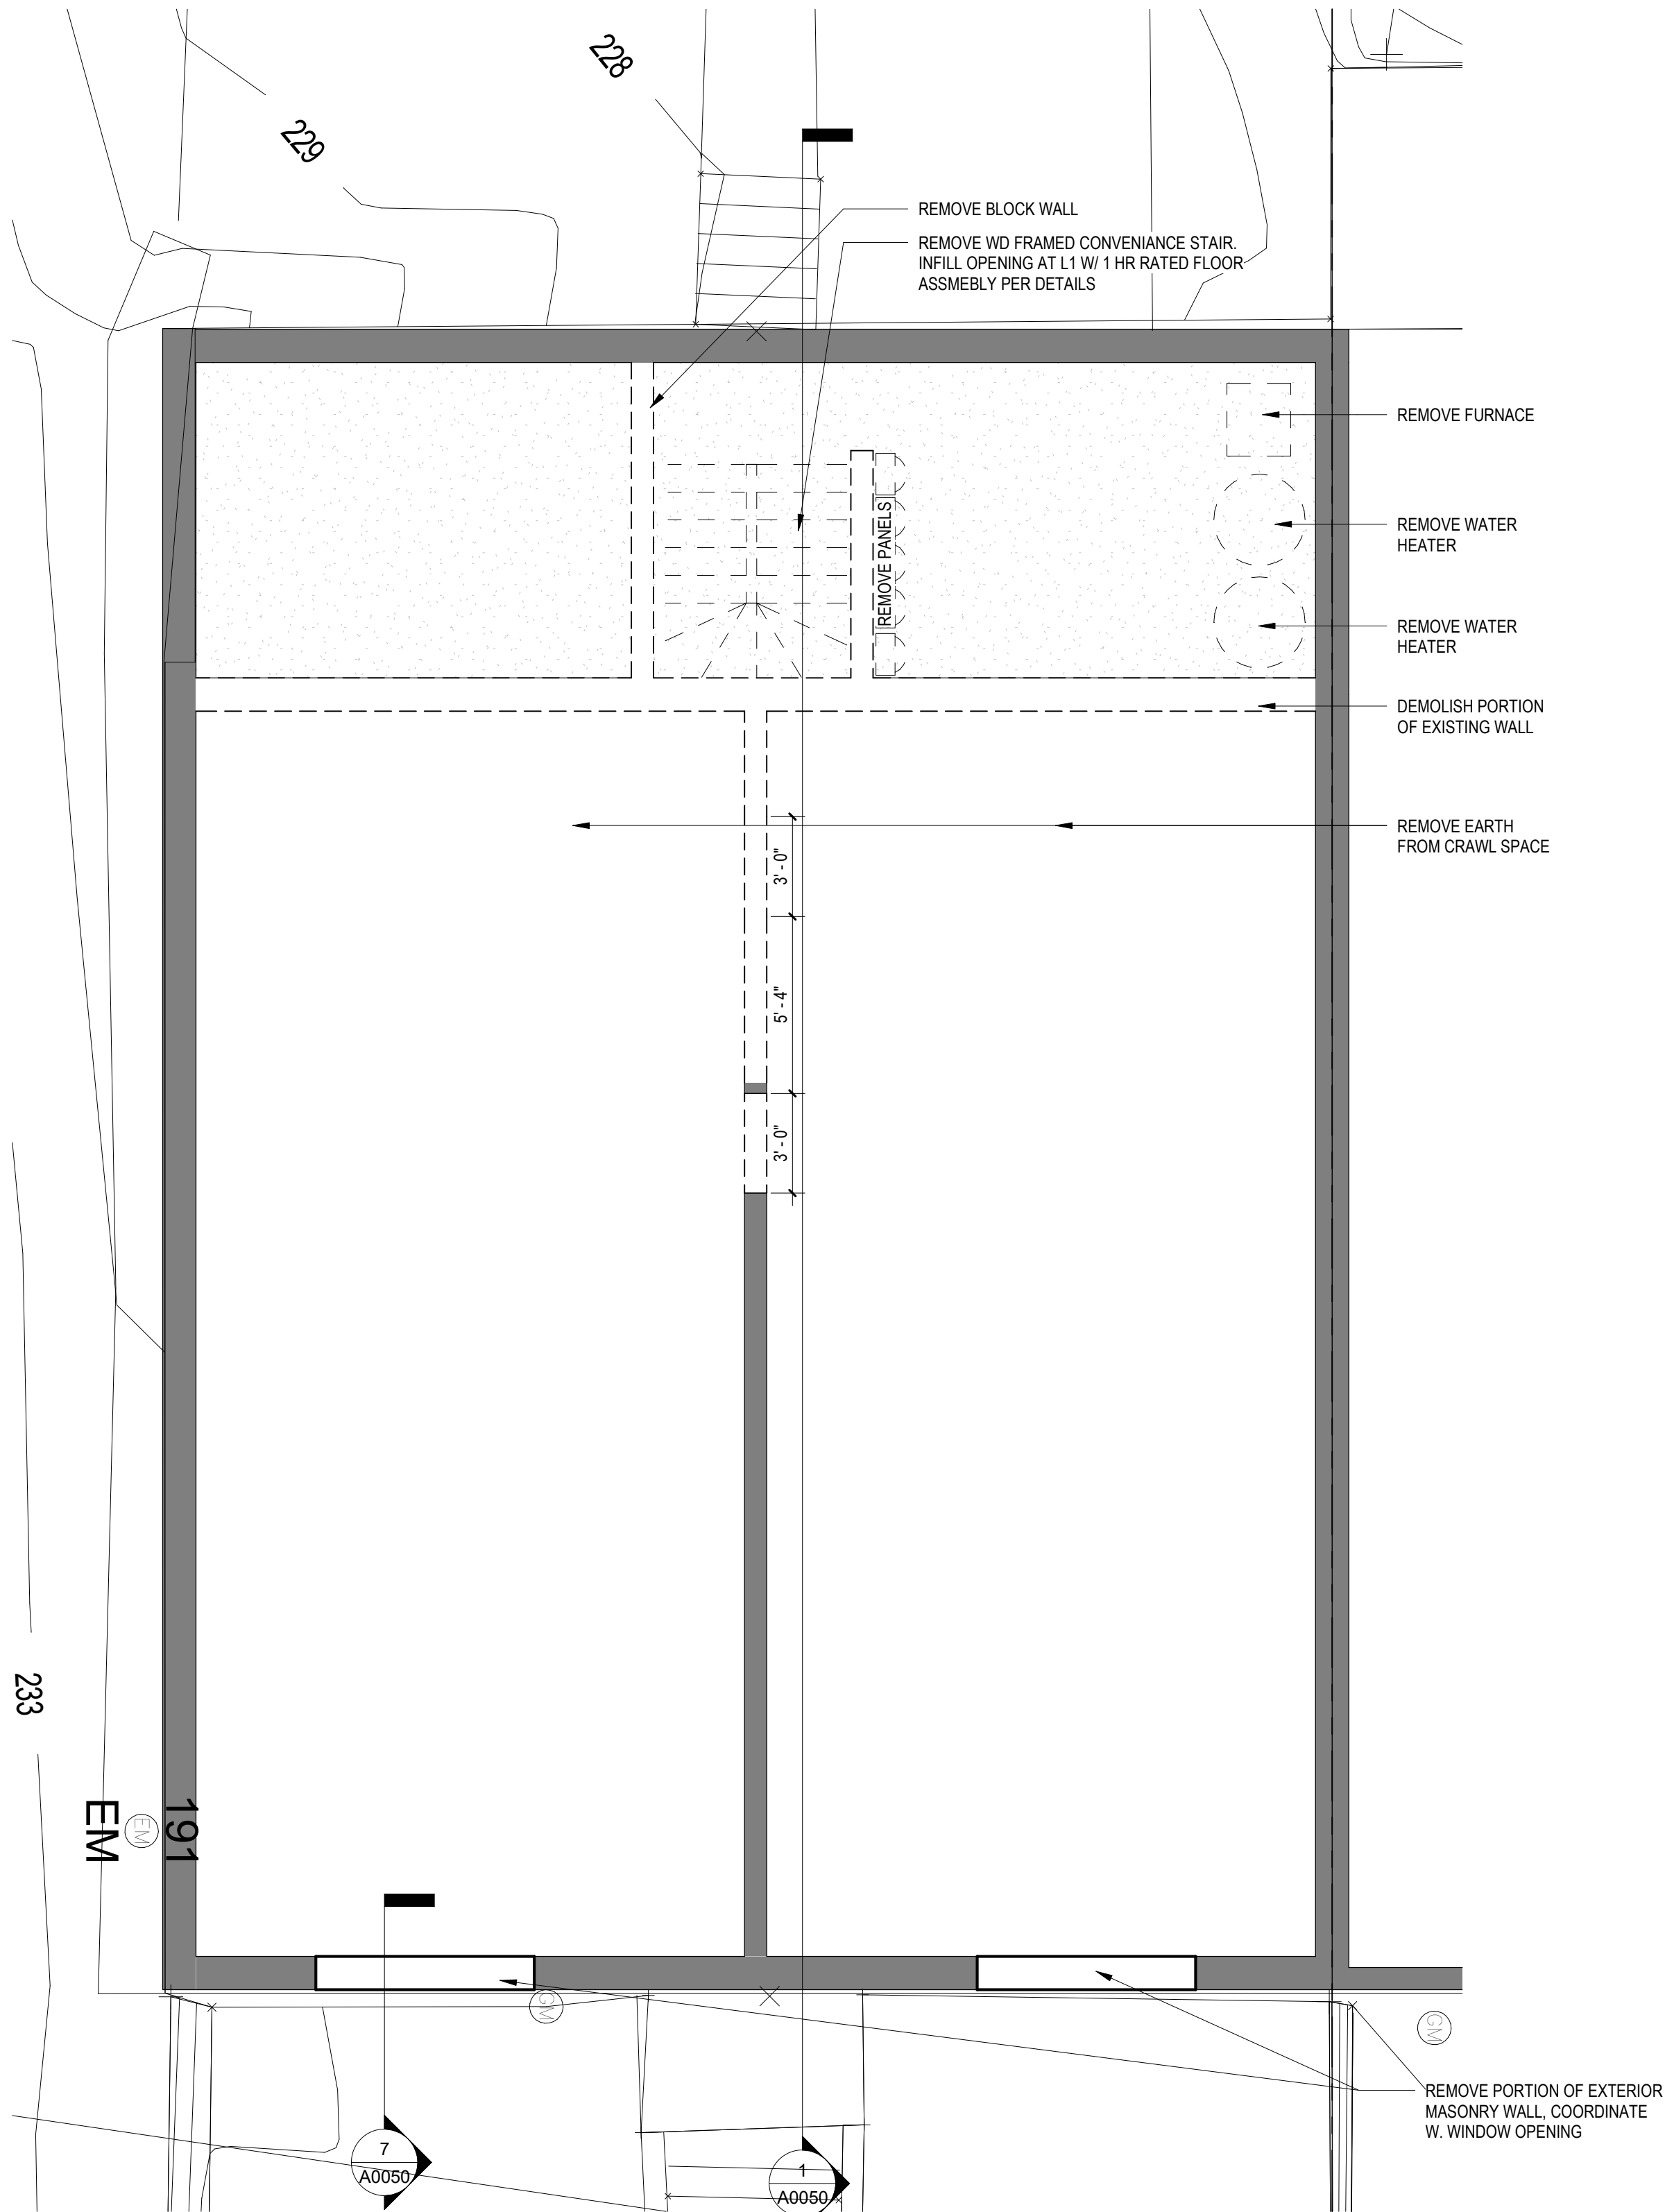 228
229
REMOVE BLOCK WALL
REMOVE WD FRAMED CONVENIANCE STAIR.
INFILL OPENING AT L1 W/ 1 HR RATED FLOOR
ASSMEBLY PER DETAILS
REMOVE FURNACE
REMOVE PANELS
REMOVE WATER
HEATER
REMOVE WATER
HEATER
DEMOLISH PORTION
OF EXISTING WALL
REMOVE EARTH
FROM CRAWL SPACE
3' - 0"
5' - 4"
3' - 0"
233
EM
EM
191
GM
GM
REMOVE PORTION OF EXTERIOR
MASONRY WALL, COORDINATE
W. WINDOW OPENING
7
A0050
1
A0050